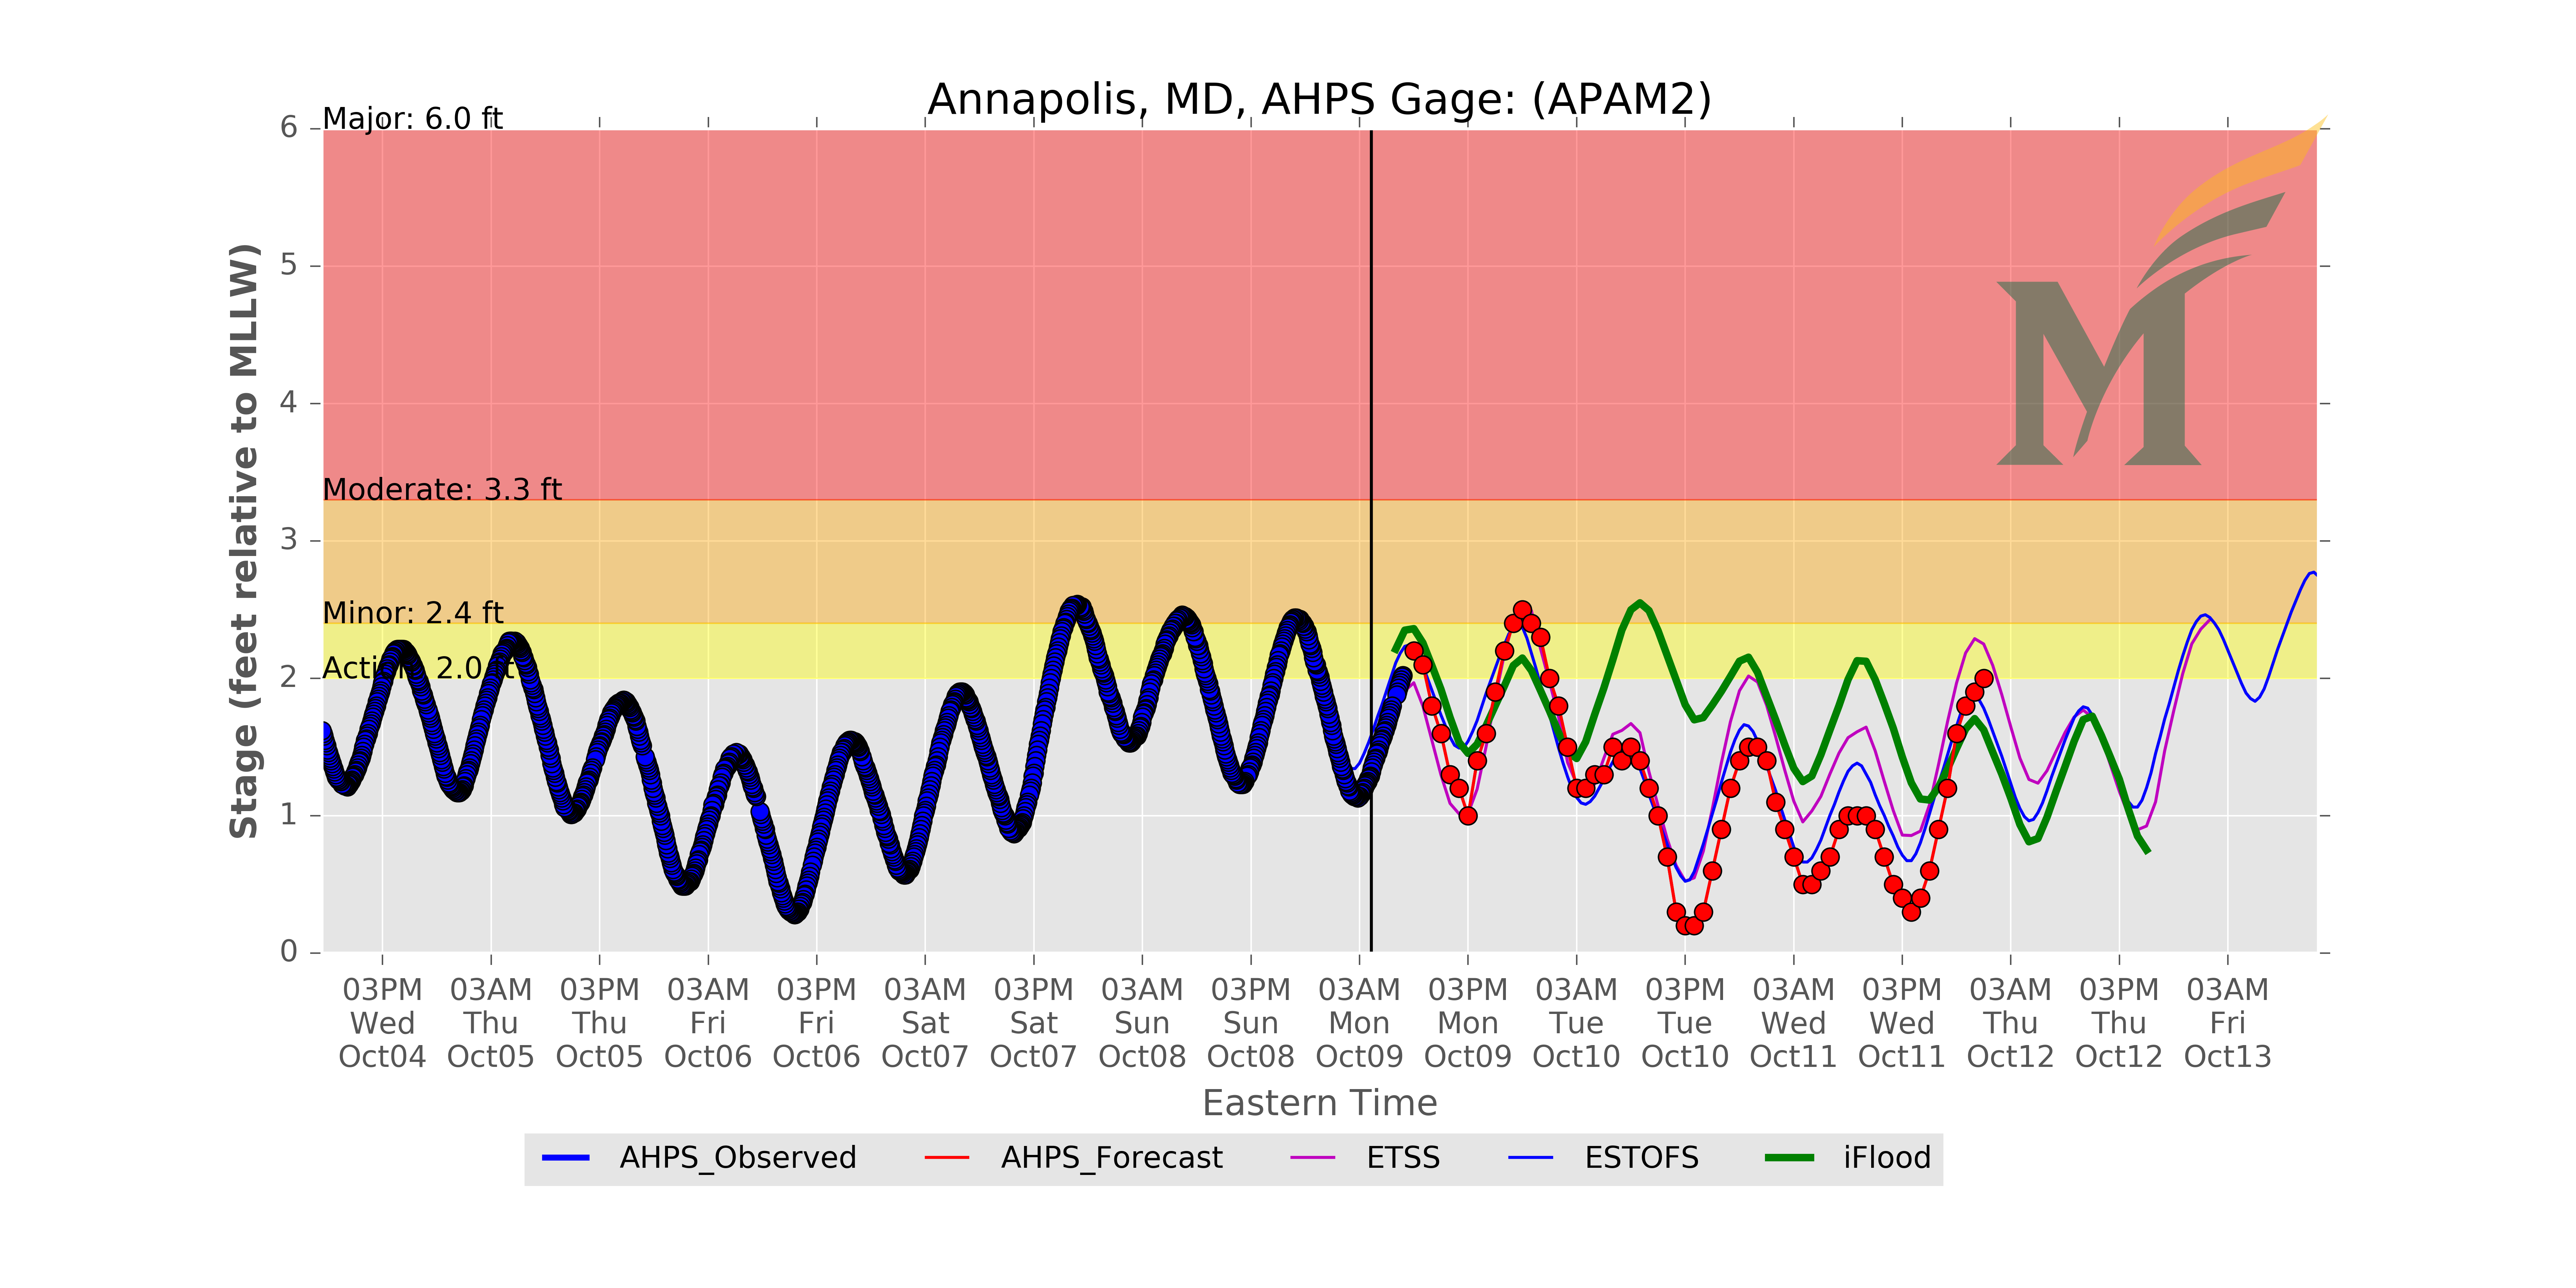 Annapolis, MD, AHPS Gage: (APAM2)
Major: 6.0 ft
Moderate: 3.3 ft
Minor: 2.4 ft
Action: 2.0 ft
Stage (feet relative to MLLW)
6
5
4
3
2
1
0
03PM 03AM 03PM 03AM 03PM 03AM 03PM 03AM 03PM 03AM 03PM 03AM 03PM 03AM 03PM 03AM 03PM 03AM
Wed Thu Thu Fri Fri Sat Sat Sun Sun Mon Mon Tue Tue Wed Wed Thu Thu Fri
Oct04 Oct05 Oct05 Oct06 Oct06 Oct07 Oct07 Oct08 Oct08 Oct09 Oct09 Oct10 Oct10 Oct11 Oct11 Oct12 Oct12 Oct13
Eastern Time
AHPS_Observed AHPS_Forecast ETSS ESTOFS iFlood
M